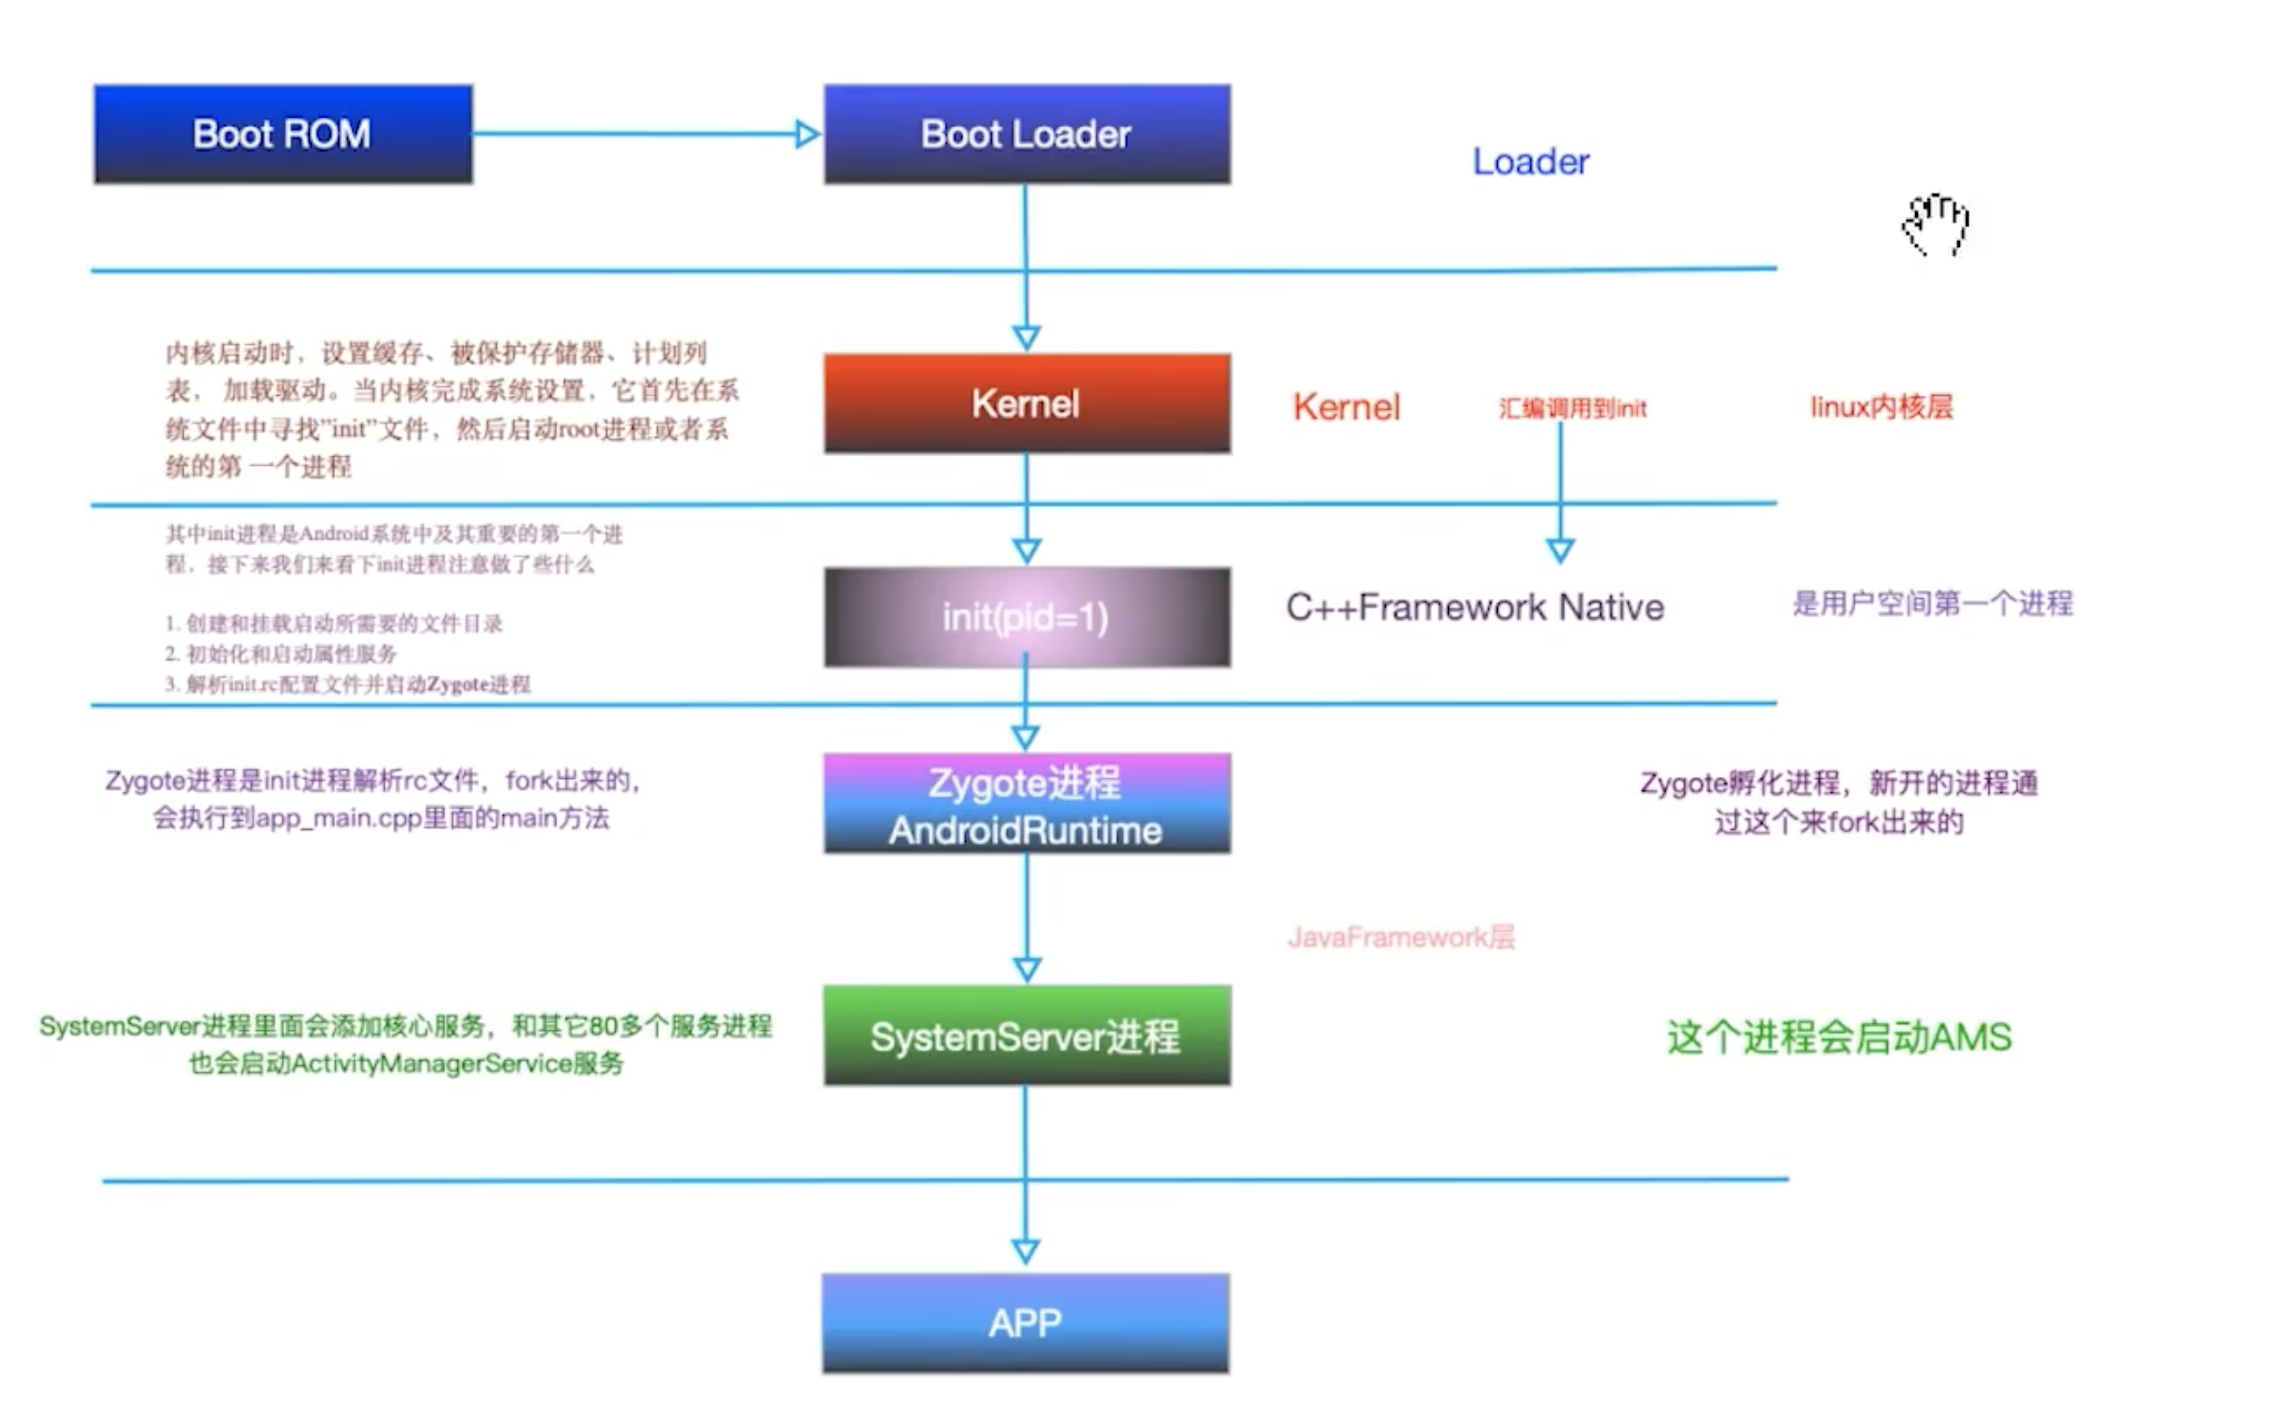 Boot ROM
Boot Loader
Loader
内核启动时，设置缓存、被保护存储器、计划列
表， 加载驱动。当内核完成系统设置，它首先在系
统文件中寻找”init”文件，然后启动root进程或者系
统的第 一个进程
Kernel
Kernel
汇编调用到init
linux内核层
其中init进程是Android系统中及其重要的第一个进
程，接下来我们来看下init进程注意做了些什么
1. 创建和挂载启动所需要的文件目录
2. 初始化和启动属性服务
3. 解析init.rc配置文件并启动Zygote进程
init(pid=1)
C++Framework Native
是用户空间第一个进程
Zygote进程是init进程解析rc文件，fork出来的，
会执行到app_main.cpp里面的main方法
Zygote进程
AndroidRuntime
Zygote孵化进程，新开的进程通
过这个来fork出来的
JavaFramework层
SystemServer进程里面会添加核心服务，和其它80多个服务进程
也会启动ActivityManagerService服务
SystemServer进程
这个进程会启动AMS
APP